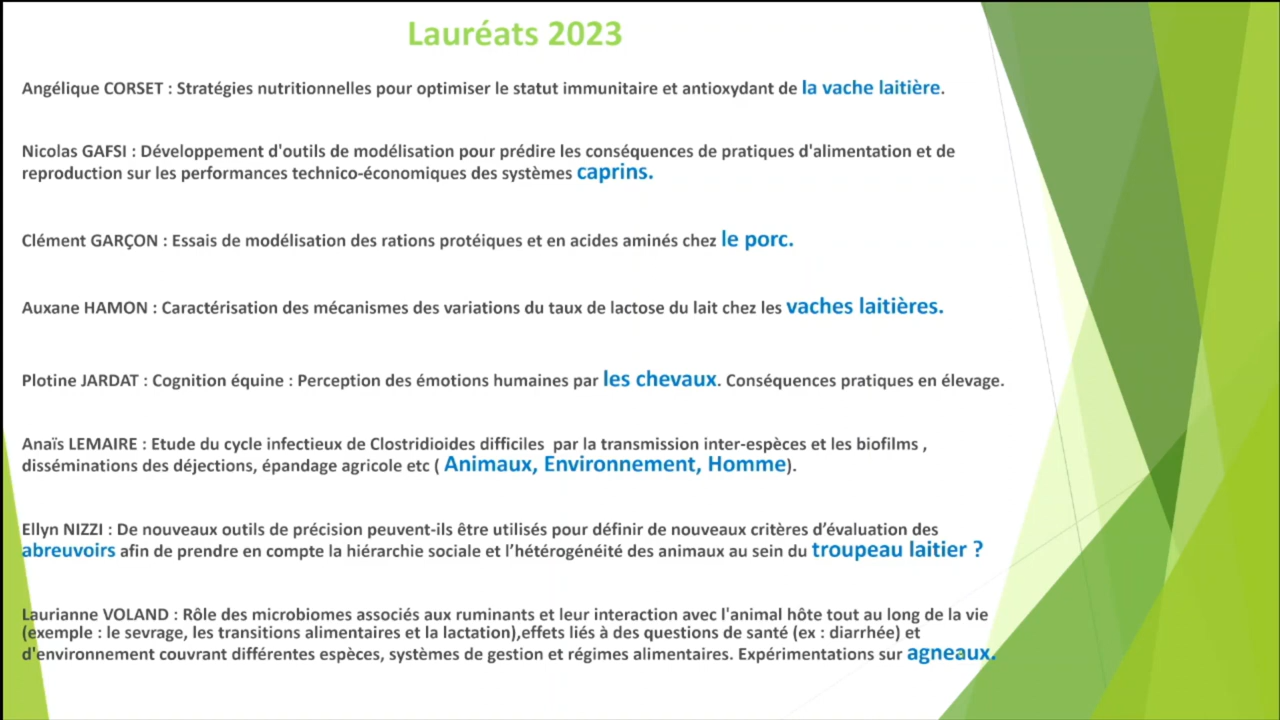 Lauréats 2023
Angélique CORSET : Stratégies nutritionnelles pour optimiser le statut immunitaire et antioxydant de la vache laitière.
Nicolas GAFSI : Développement d'outils de modélisation pour prédire les conséquences de pratiques d'alimentation et de
reproduction sur les performances technico-économiques des systèmes caprins.
Clément GARÇON : Essais de modélisation des rations protéiques et en acides aminés chez le porc.
Auxane HAMON : Caractérisation des mécanismes des variations du taux de lactose du lait chez les vaches laitières.
Plotine JARDAT : Cognition équine : Perception des émotions humaines par les chevaux. Conséquences pratiques en élevage.
Anaïs LEMAIRE : Etude du cycle infectieux de Clostridioides difficiles par la transmission inter-espèces et les biofilms ,
disséminations des déjections, épandage agricole etc ( Animaux, Environnement, Homme).
Ellyn NIZZI : De nouveaux outils de précision peuvent-ils être utilisés pour définir de nouveaux critères d’évaluation des
abreuvoirs afin de prendre en compte la hiérarchie sociale et l’hétérogénéité des animaux au sein du troupeau laitier ?
Laurianne VOLAND : Rôle des microbiomes associés aux ruminants et leur interaction avec l'animal hôte tout au long de la vie
(exemple : le sevrage, les transitions alimentaires et la lactation),effets liés à des questions de santé (ex : diarrhée) et
d'environnement couvrant différentes espèces, systèmes de gestion et régimes alimentaires. Expérimentations sur agneaux.